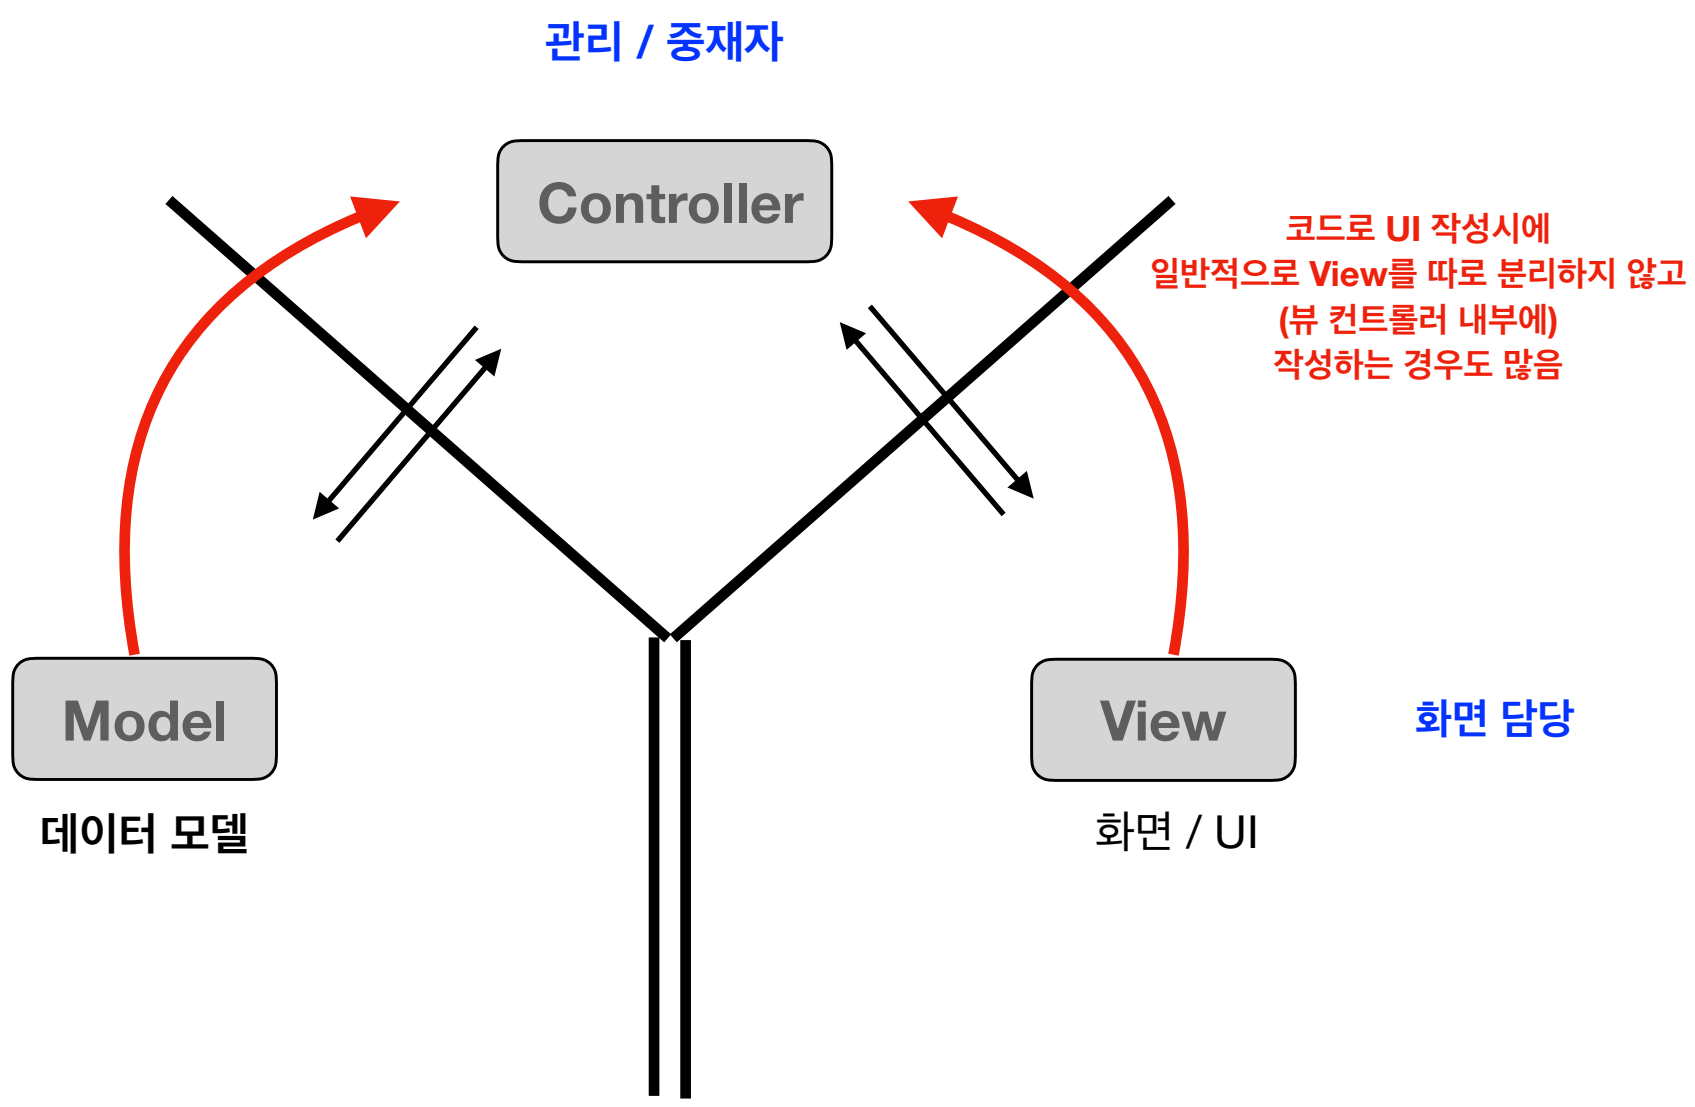 관리 / 중재자
Controller
코드로 UI 작성시에
일반적으로 View를 따로 분리하지 않고
(뷰 컨트롤러 내부에)
작성하는 경우도 많음
Model
View
화면 담당
데이터 모델
화면 / UI